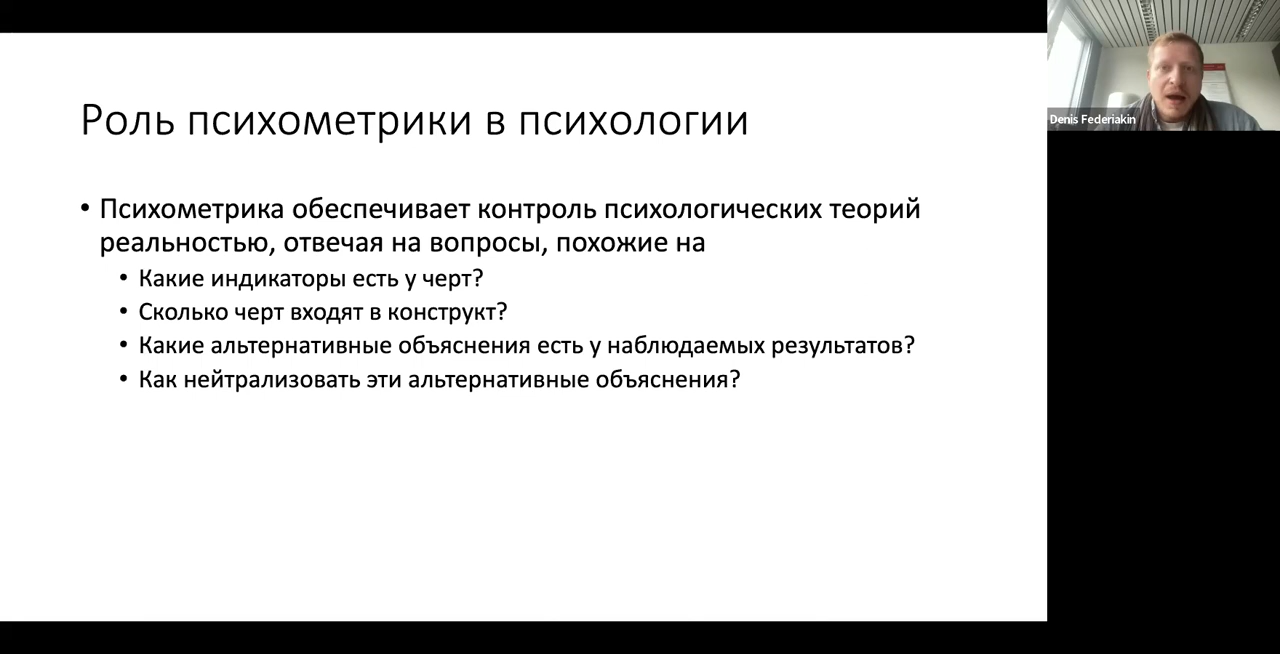 Роль психометрики в психологии
• Психометрика обеспечивает контроль психологических теорий
реальностью, отвечая на вопросы, похожие на
• Какие индикаторы есть у черт?
• Сколько черт входят в конструкт?
• Какие альтернативные объяснения есть у наблюдаемых результатов?
• Как нейтрализовать эти альтернативные объяснения?
Denis Federiakin